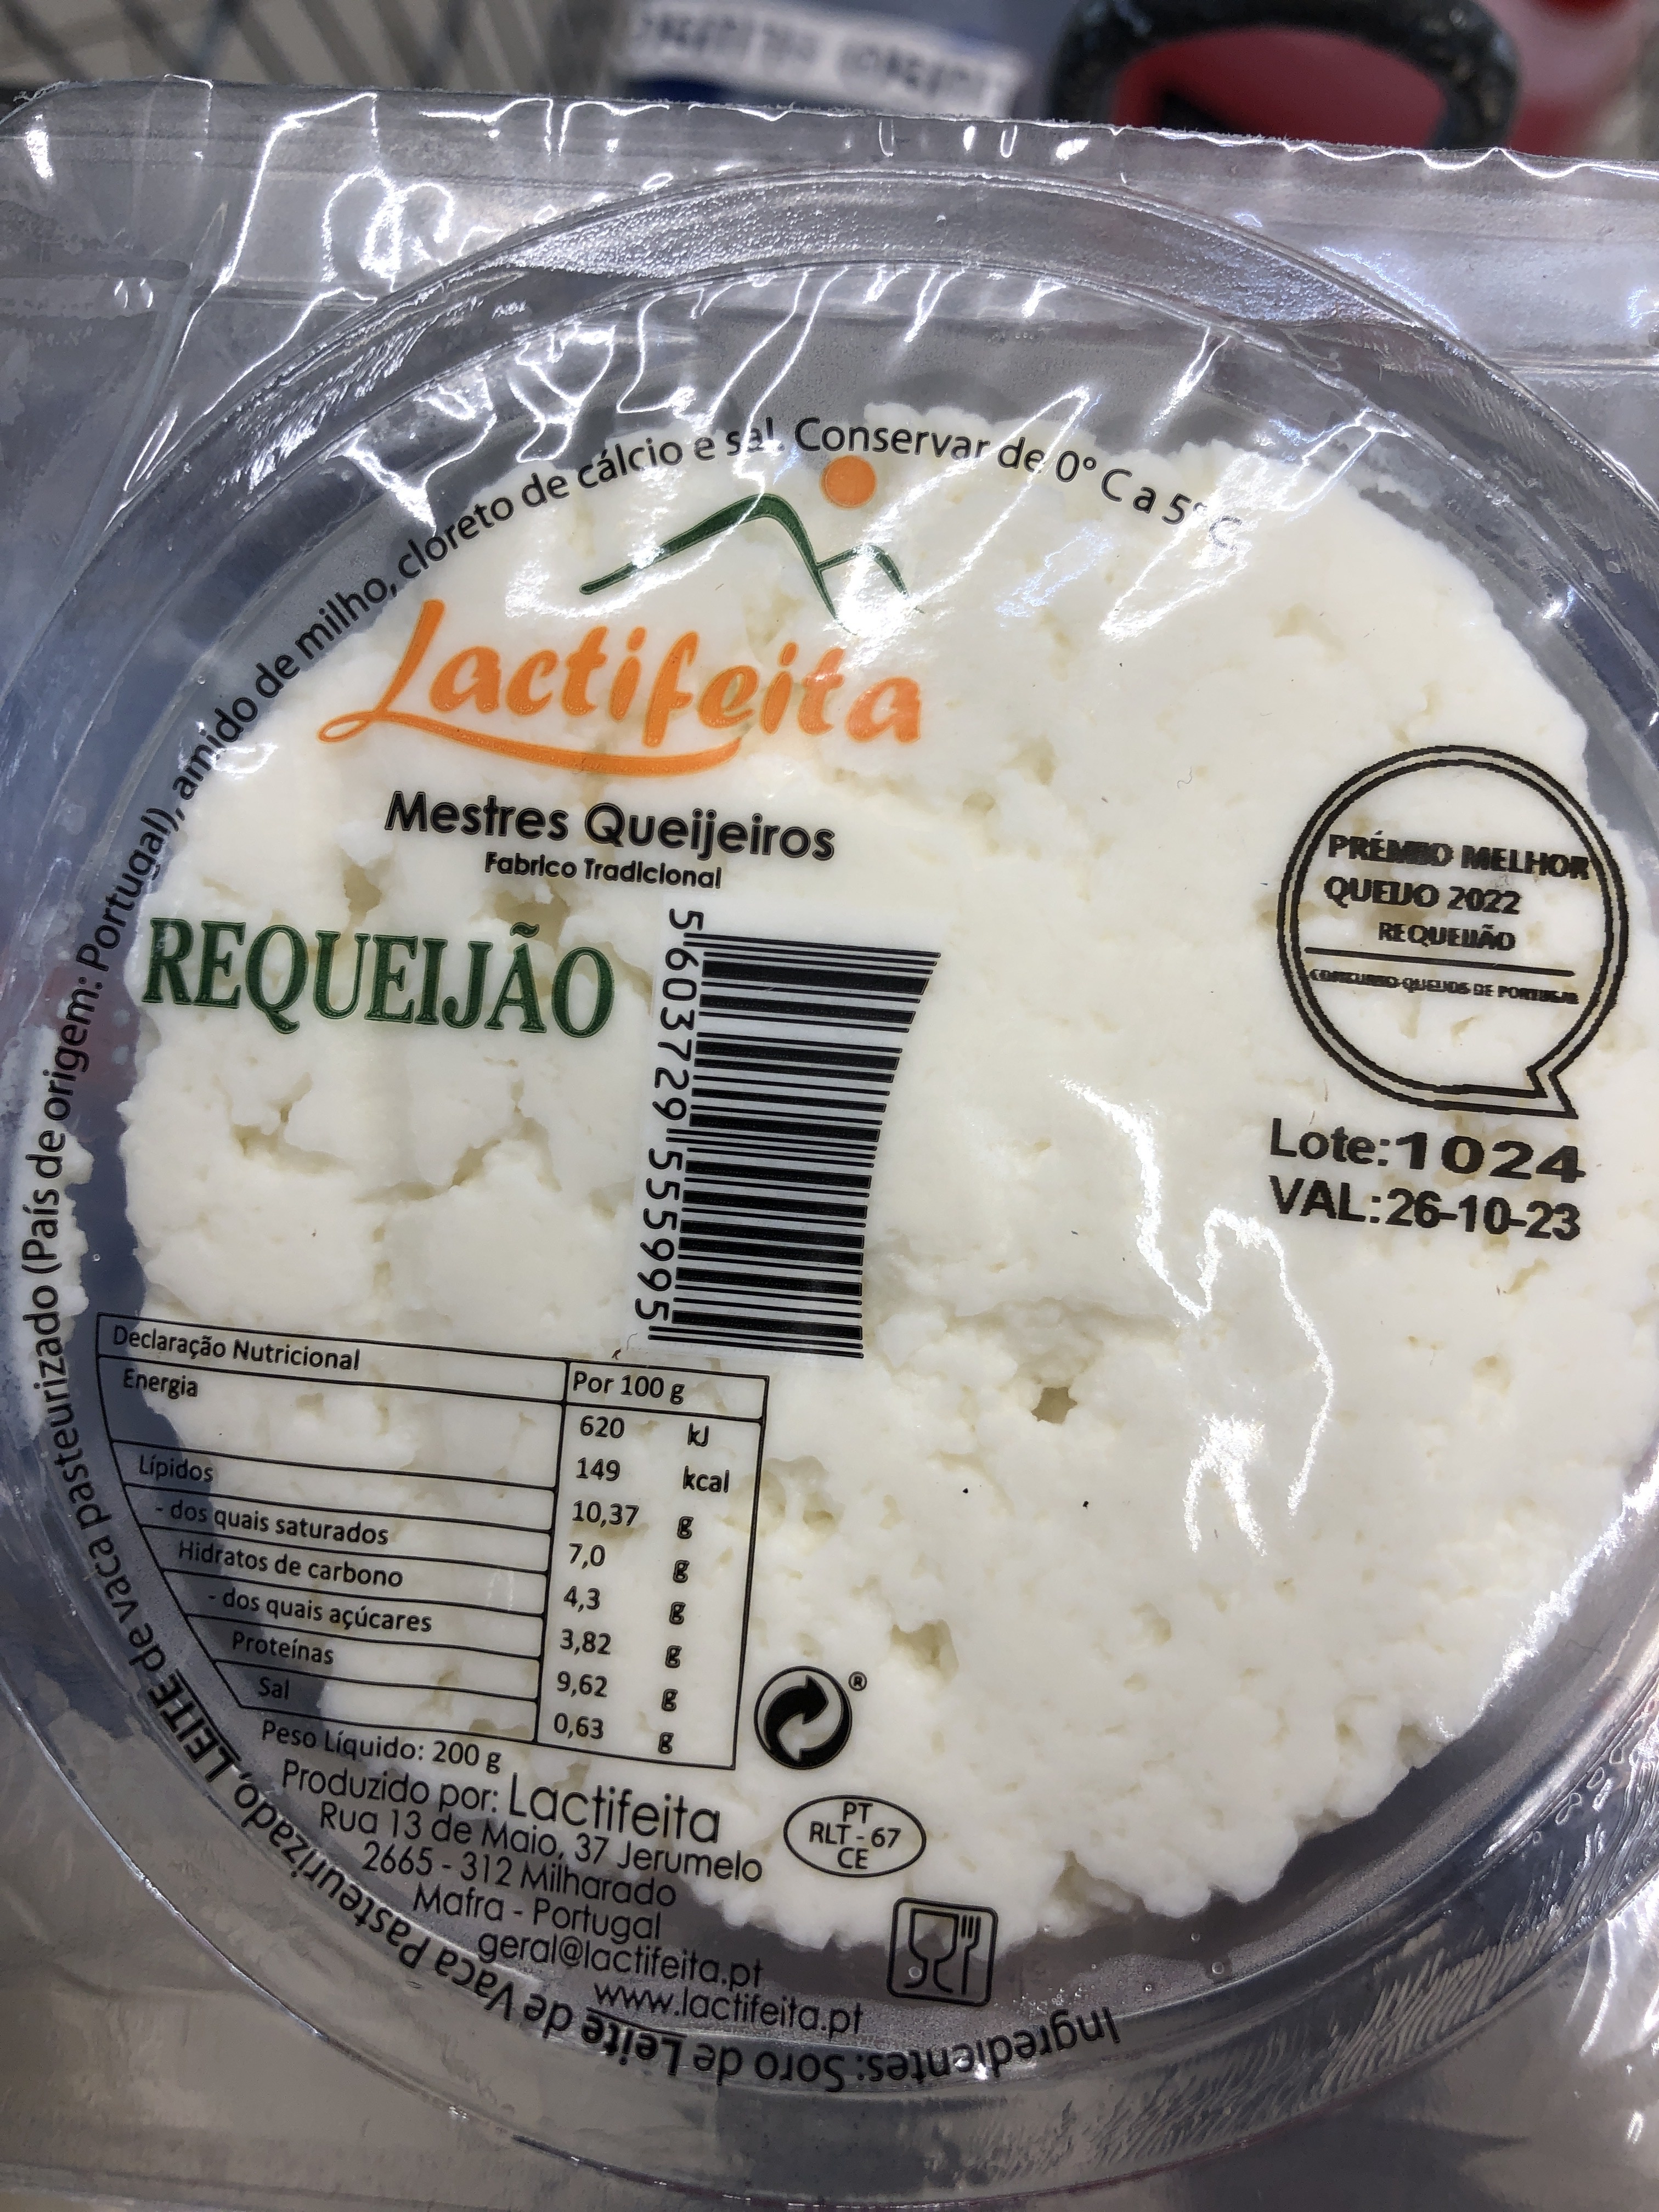 Ingredientes: Soro de Leite de Vaca Pasteurizado, LEITE de vaca pasteurizado (País de origem: Portugal), amido de milho, cloreto de cálcio e sal. Conservar de 0° C a 5° C
Lactifeita
Mestres Queijeiros
Fabrico Tradicional
REQUEIJÃO
5 603729 555995
PRÉMIO MELHOR
QUEIJO 2022
REQUEIJÃO
CONCURSO QUEIJOS DE PORTUGAL
Lote:1024
VAL:26-10-23
Declaração Nutricional Por 100 g
Energia 620 kJ
149 kcal
Lípidos 10,37 g
- dos quais saturados 7,0 g
Hidratos de carbono 4,3 g
- dos quais açúcares 3,82 g
Proteínas 9,62 g
Sal 0,63 g
Peso Líquido: 200 g
Produzido por: Lactifeita
Rua 13 de Maio, 37 Jerumelo
2665 - 312 Milharado
Mafra - Portugal
geral@lactifeita.pt
www.lactifeita.pt
®
PT
RLT - 67
CE